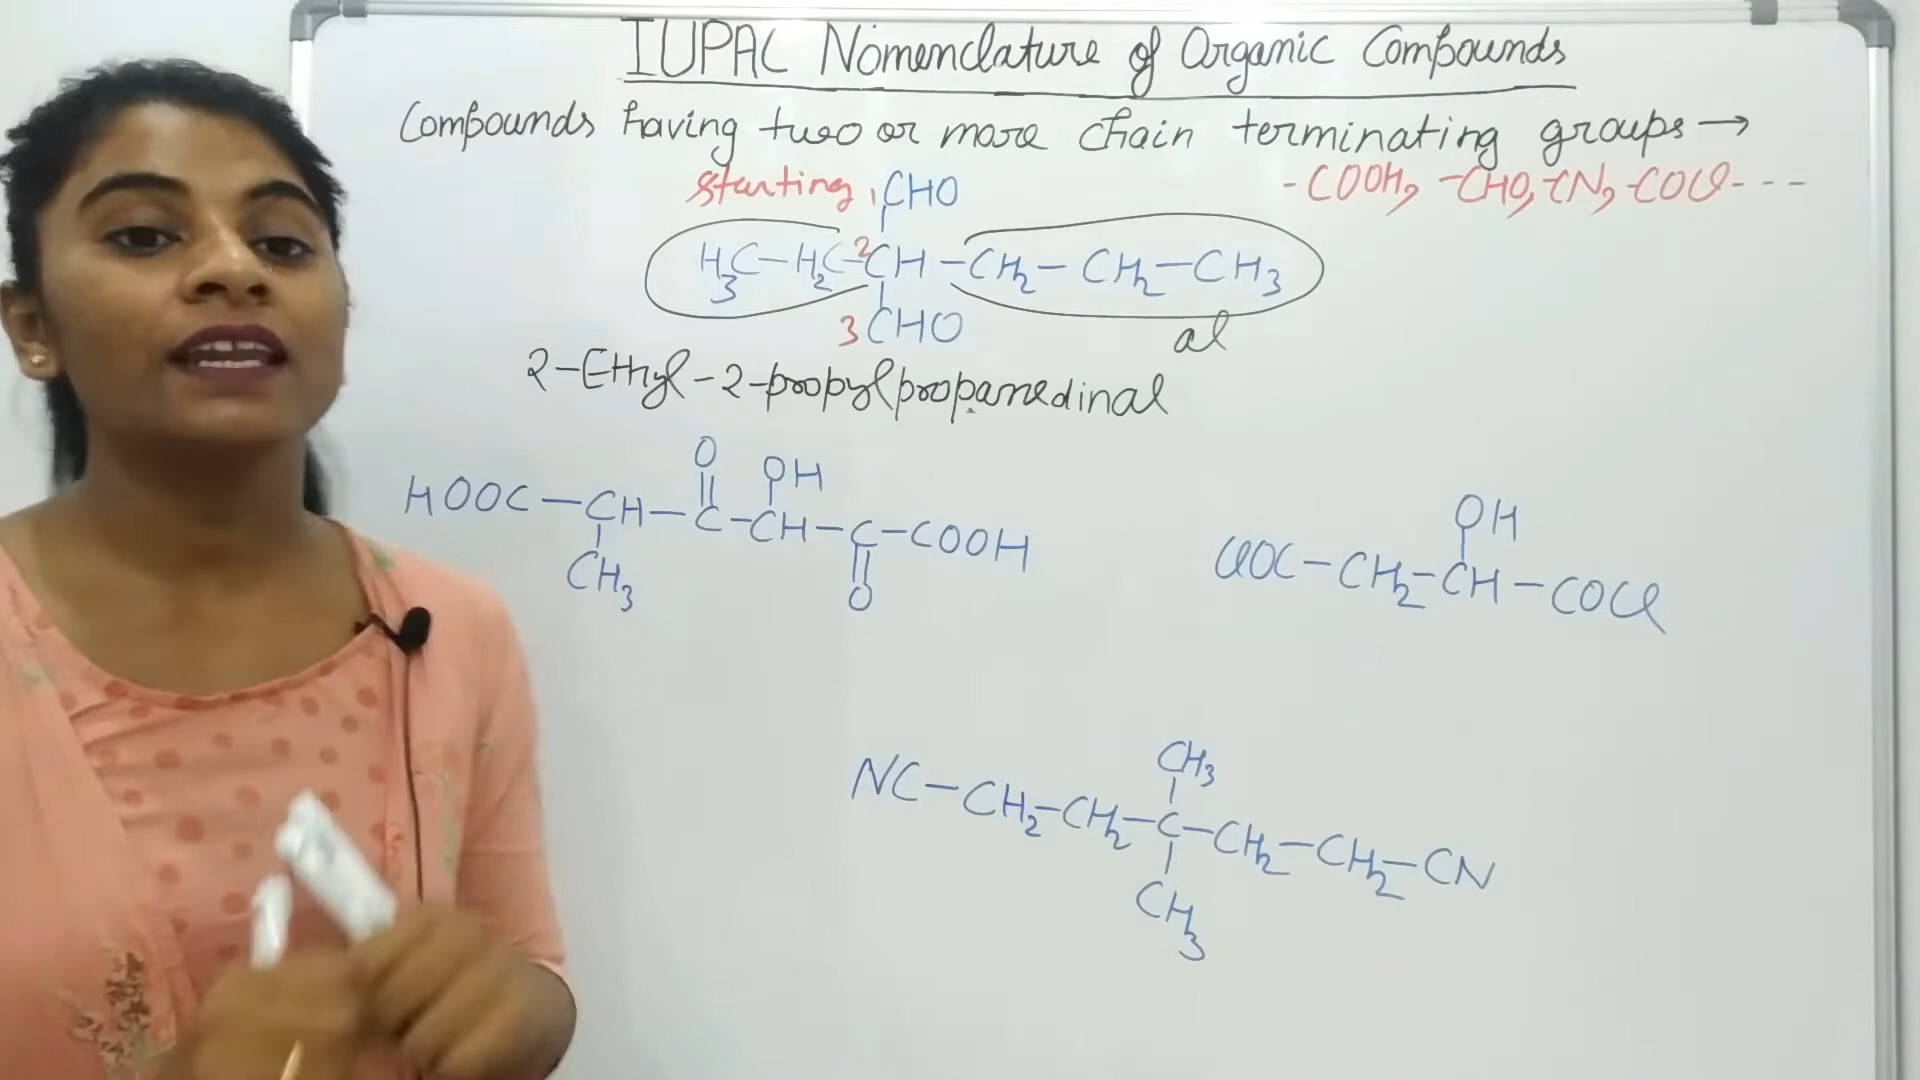 IUPAC Nomenclature of Organic Compounds
Compounds having two or more chain terminating groups →
-COOH, -CHO, -CN, -COCl - - -
starting 1CHO
H3C-H2C-2CH-CH2-CH2-CH3
3CHO
al
2-Ethyl-2-propylpropanedinal
O OH
HOOC-CH-C-CH-C-COOH
CH3 O
OH
ClOC-CH2-CH-COCl
CH3
NC-CH2-CH2-C-CH2-CH2-CN
CH3